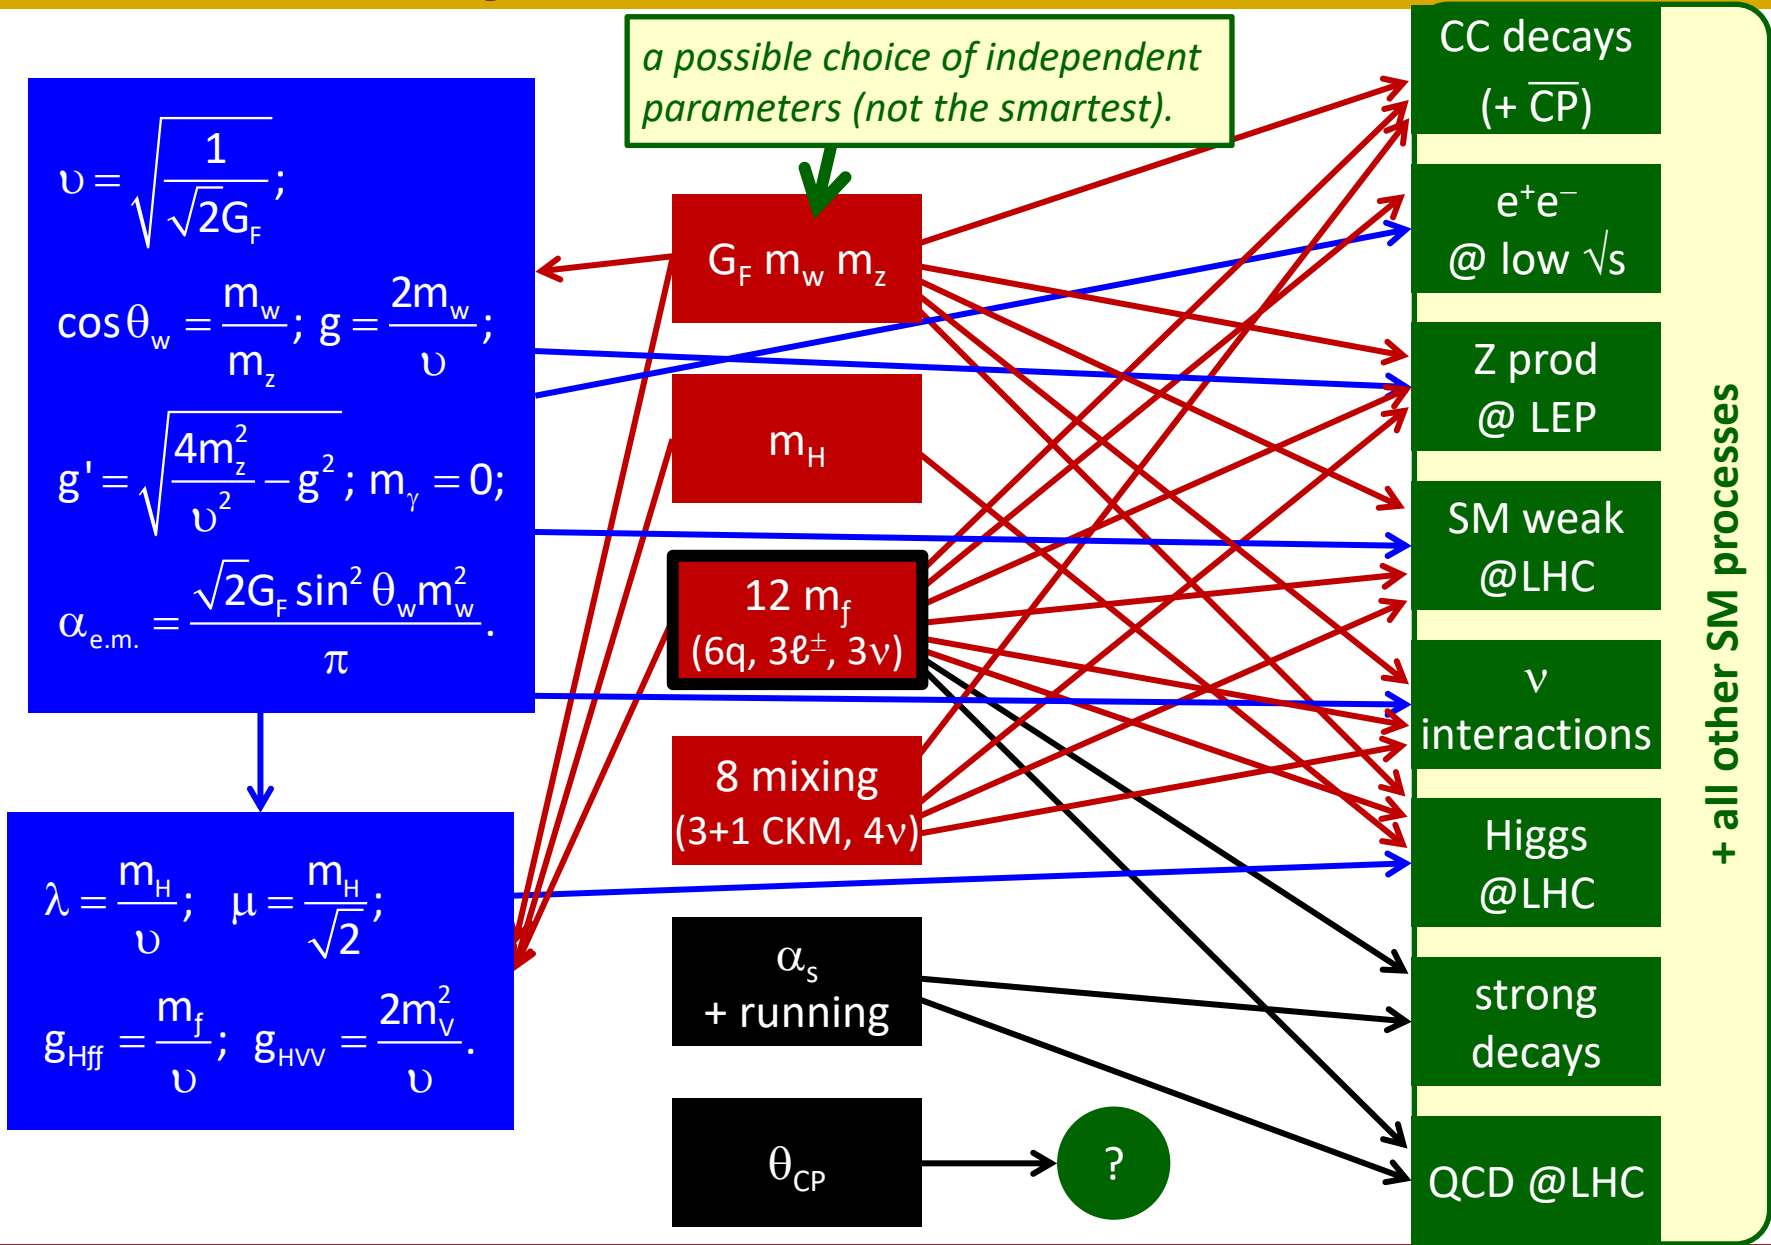 a possible choice of independent
parameters (not the smartest).
υ = √(1/(√2G_F));
cosθ_w = m_w/m_z; g = 2m_w/υ;
g' = √(4m_z²/υ² − g²); m_γ = 0;
α_e.m. = √2G_F sin²θ_w m_w²/π.
λ = m_H/υ; μ = m_H/√2;
g_Hff = m_f/υ; g_HVV = 2m_V²/υ.
G_F m_w m_z
m_H
12 m_f
(6q, 3ℓ^±, 3ν)
8 mixing
(3+1 CKM, 4ν)
α_s
+ running
θ_CP
?
CC decays
(+ C̅P̅)
e⁺e⁻
@ low √s
Z prod
@ LEP
SM weak
@LHC
ν
interactions
Higgs
@LHC
strong
decays
QCD @LHC
+ all other SM processes